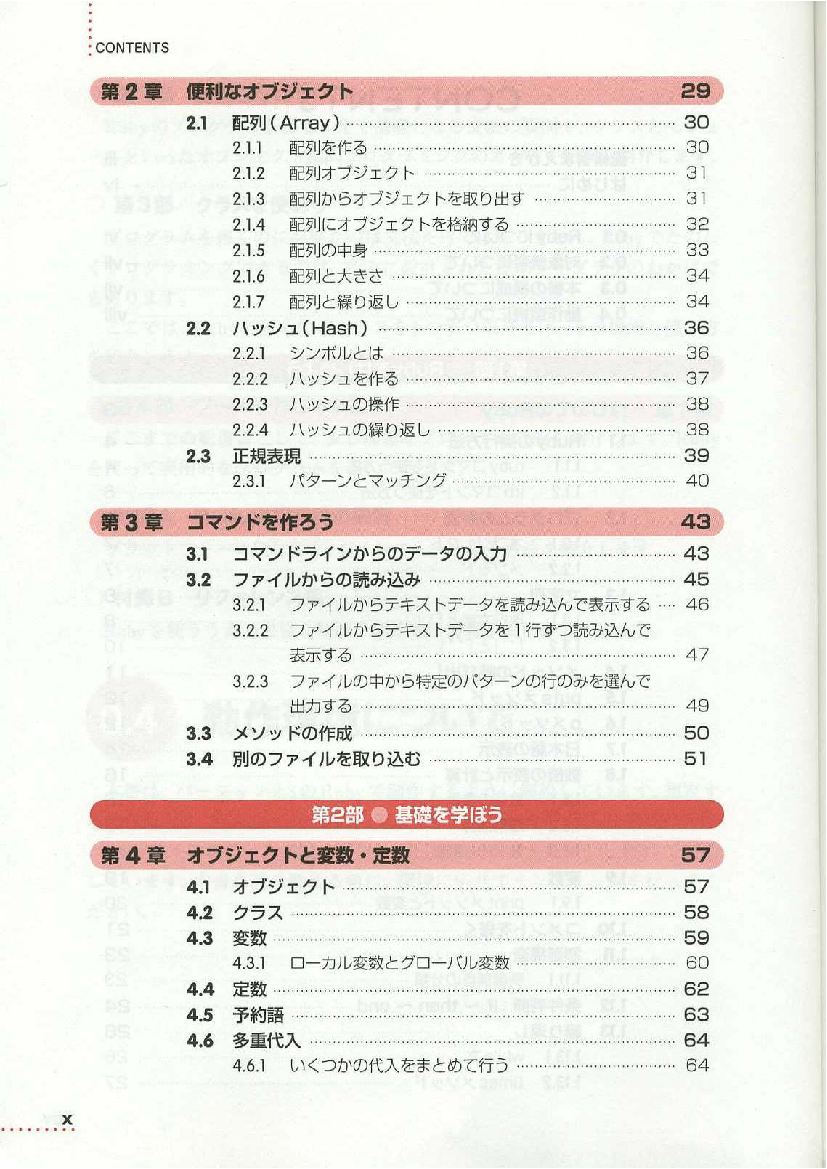 CONTENTS
第2章 便利なオブジェクト 29
2.1 配列(Array) 30
2.1.1 配列を作る 30
2.1.2 配列オブジェクト 31
2.1.3 配列からオブジェクトを取り出す 31
2.1.4 配列にオブジェクトを格納する 32
2.1.5 配列の中身 33
2.1.6 配列と大きさ 34
2.1.7 配列と繰り返し 34
2.2 ハッシュ(Hash) 36
2.2.1 シンボルとは 36
2.2.2 ハッシュを作る 37
2.2.3 ハッシュの操作 38
2.2.4 ハッシュの繰り返し 38
2.3 正規表現 39
2.3.1 パターンとマッチング 40
第3章 コマンドを作ろう 43
3.1 コマンドラインからのデータの入力 43
3.2 ファイルからの読み込み 45
3.2.1 ファイルからテキストデータを読み込んで表示する 46
3.2.2 ファイルからテキストデータを1行ずつ読み込んで
表示する 47
3.2.3 ファイルの中から特定のパターンの行のみを選んで
出力する 49
3.3 メソッドの作成 50
3.4 別のファイルを取り込む 51
第2部 ● 基礎を学ぼう
第4章 オブジェクトと変数・定数 57
4.1 オブジェクト 57
4.2 クラス 58
4.3 変数 59
4.3.1 ローカル変数とグローバル変数 60
4.4 定数 62
4.5 予約語 63
4.6 多重代入 64
4.6.1 いくつかの代入をまとめて行う 64
x